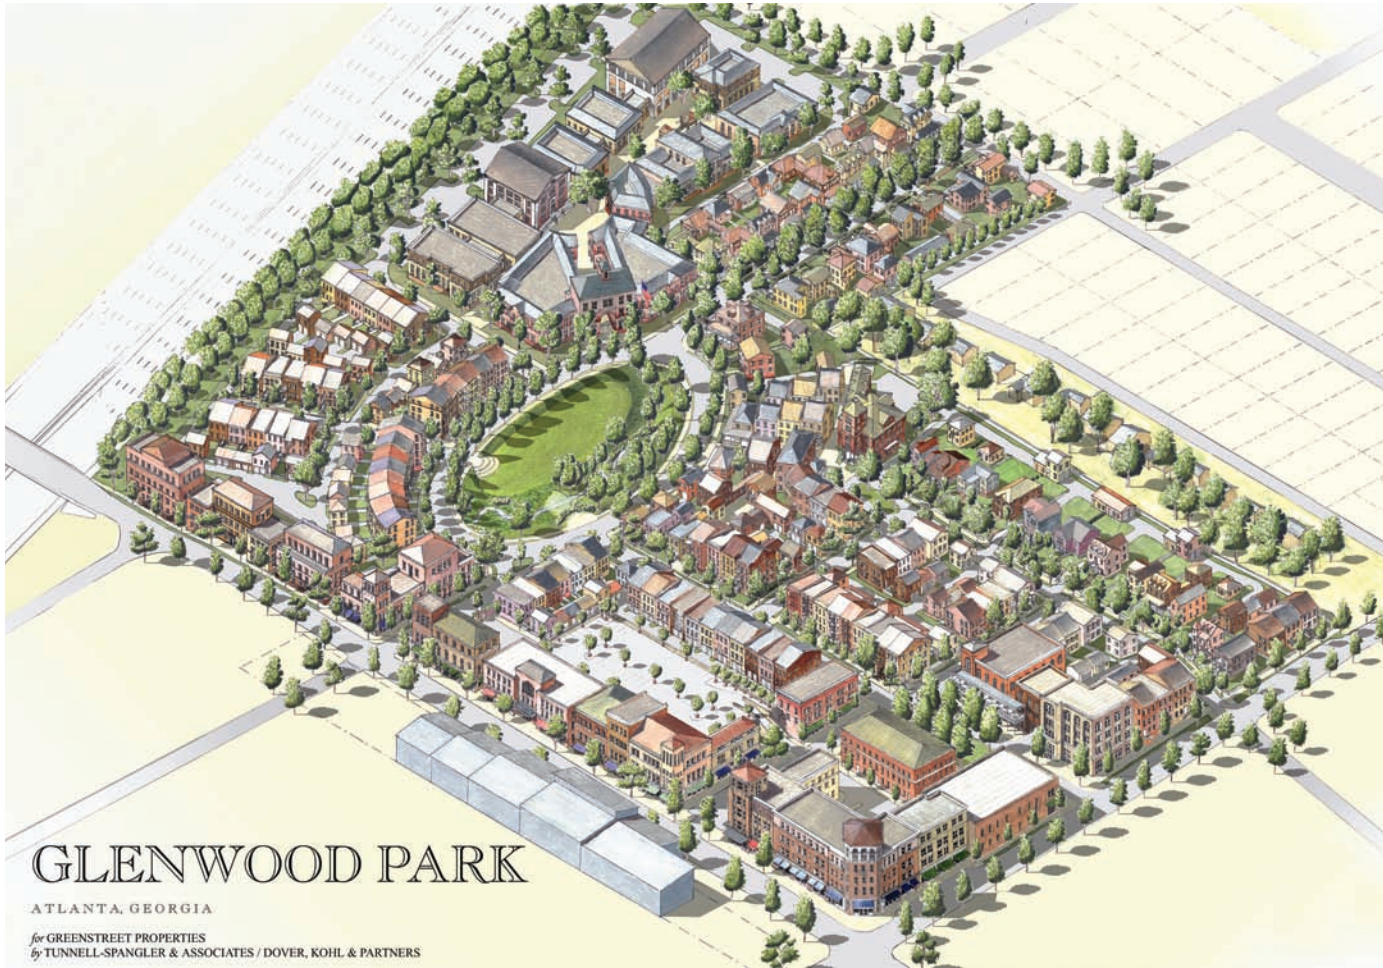 GLENWOOD PARK
ATLANTA, GEORGIA
for GREENSTREET PROPERTIES
by TUNNELL-SPANGLER & ASSOCIATES / DOVER, KOHL & PARTNERS